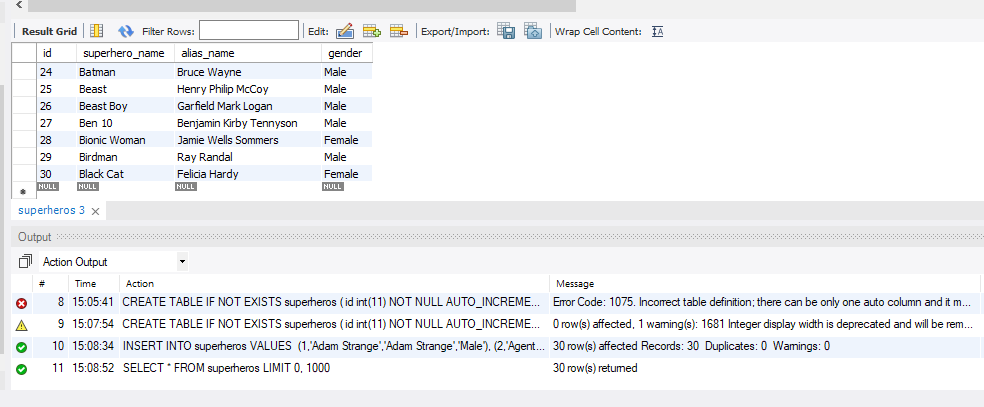 Result Grid Filter Rows: Edit: Export/Import: Wrap Cell Content:
id superhero_name alias_name gender
24 Batman Bruce Wayne Male
25 Beast Henry Philip McCoy Male
26 Beast Boy Garfield Mark Logan Male
27 Ben 10 Benjamin Kirby Tennyson Male
28 Bionic Woman Jamie Wells Sommers Female
29 Birdman Ray Randal Male
30 Black Cat Felicia Hardy Female
NULL NULL NULL NULL
superheros 3
Output
Action Output
# Time Action Message
8 15:05:41 CREATE TABLE IF NOT EXISTS superheros ( id int(11) NOT NULL AUTO_INCREME... Error Code: 1075. Incorrect table definition; there can be only one auto column and it m...
9 15:07:54 CREATE TABLE IF NOT EXISTS superheros ( id int(11) NOT NULL AUTO_INCREME... 0 row(s) affected, 1 warning(s): 1681 Integer display width is deprecated and will be rem...
10 15:08:34 INSERT INTO superheros VALUES (1,'Adam Strange','Adam Strange','Male'), (2,'Agent... 30 row(s) affected Records: 30 Duplicates: 0 Warnings: 0
11 15:08:52 SELECT * FROM superheros LIMIT 0, 1000 30 row(s) returned